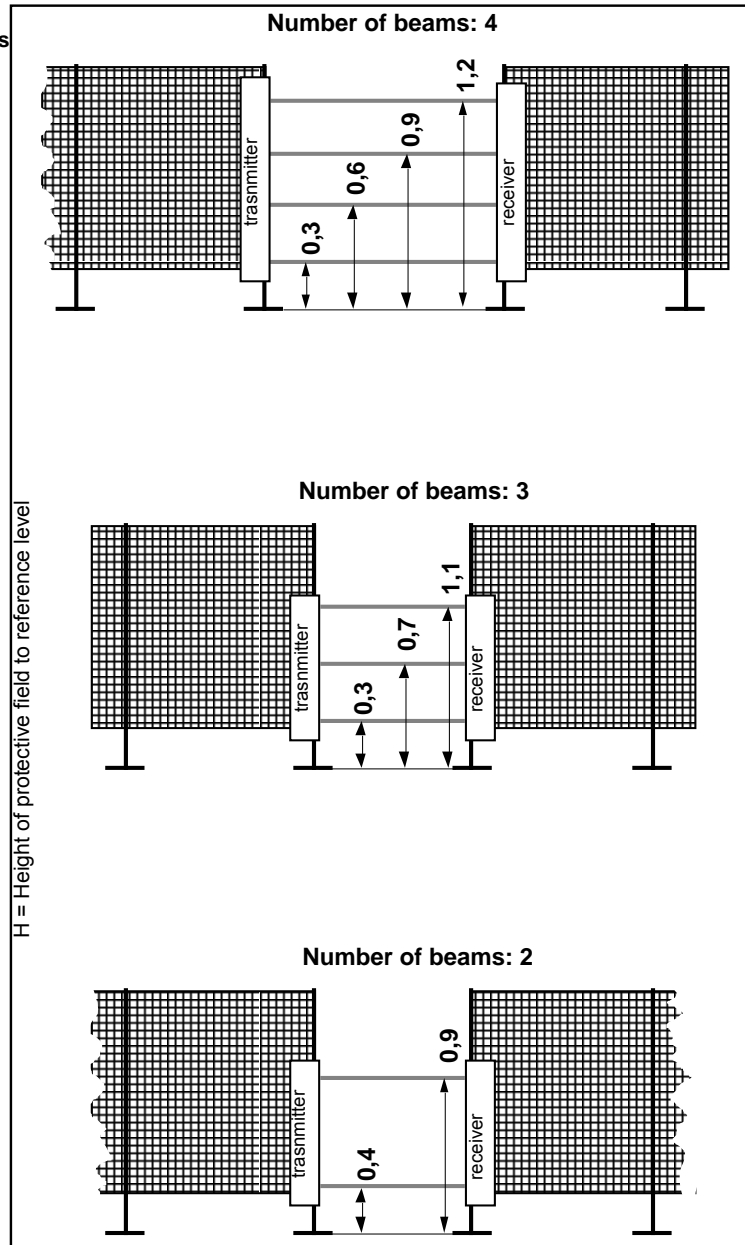 s
Number of beams: 4
1,2
0,9
0,6
0,3
trasnmitter
receiver
H = Height of protective field to reference level
Number of beams: 3
1,1
0,7
0,3
trasnmitter
receiver
Number of beams: 2
0,9
0,4
trasnmitter
receiver